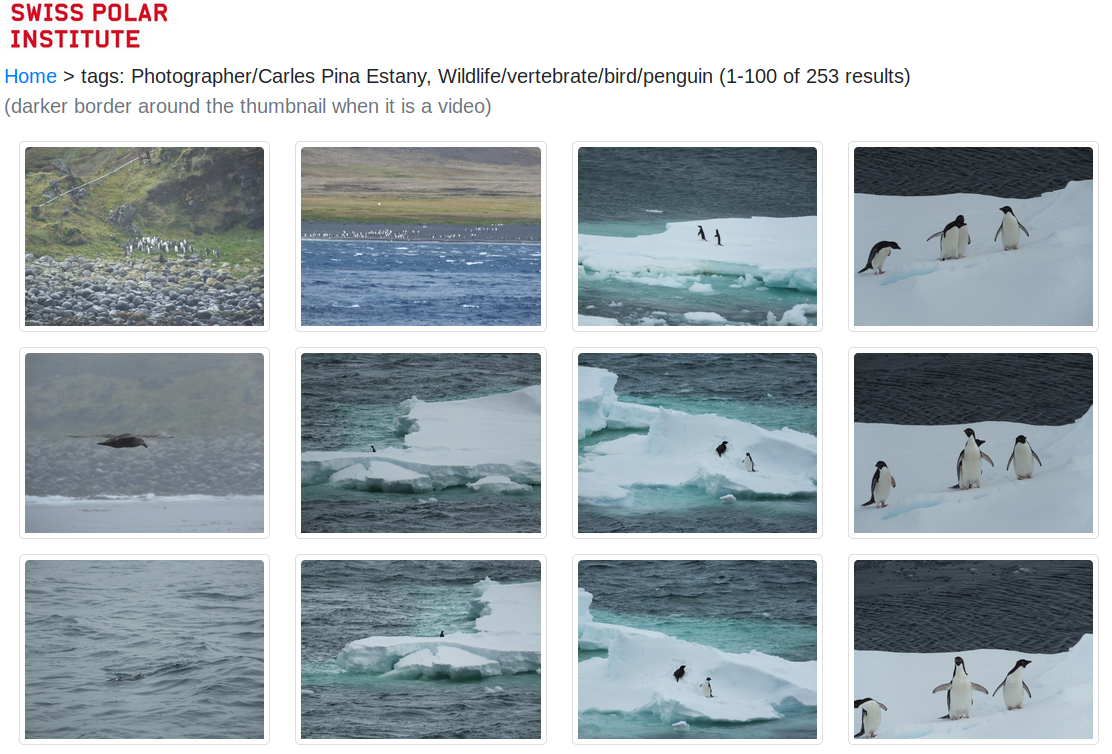 SWISS POLAR
INSTITUTE
Home > tags: Photographer/Carles Pina Estany, Wildlife/vertebrate/bird/penguin (1-100 of 253 results)
(darker border around the thumbnail when it is a video)